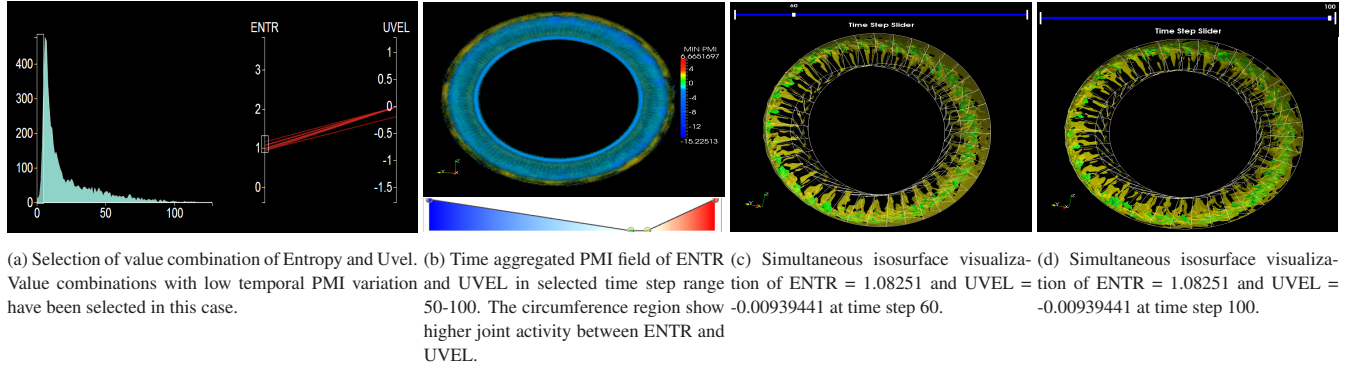 ENTR
UVEL
400
300
200
100
0
0
50
100
3
2
1
0
1
0.5
0
-0.5
-1
-1.5
MIN PMI
6.6651697
4
0
-4
-8
-12
-15.22513
60
Time Step Slider
100
Time Step Slider
(a) Selection of value combination of Entropy and Uvel.
Value combinations with low temporal PMI variation
have been selected in this case.
(b) Time aggregated PMI field of ENTR
and UVEL in selected time step range
50-100. The circumference region show
higher joint activity between ENTR and
UVEL.
(c) Simultaneous isosurface visualiza-
tion of ENTR = 1.08251 and UVEL =
-0.00939441 at time step 60.
(d) Simultaneous isosurface visualiza-
tion of ENTR = 1.08251 and UVEL =
-0.00939441 at time step 100.